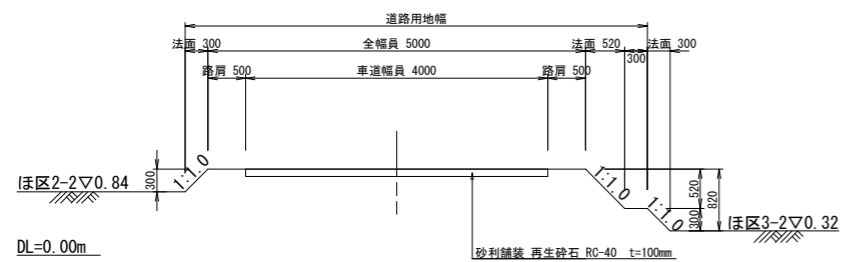 道路用地幅
法面 300
全幅員 5000
法面 520
法面 300
300
路肩 500
車道幅員 4000
路肩 500
1:1.0
300
ほ区2-2▽0.84
1:1.0
520
820
1:1.0
300
ほ区3-2▽0.32
DL=0.00m
砂利舗装 再生砕石 RC-40 t=100mm